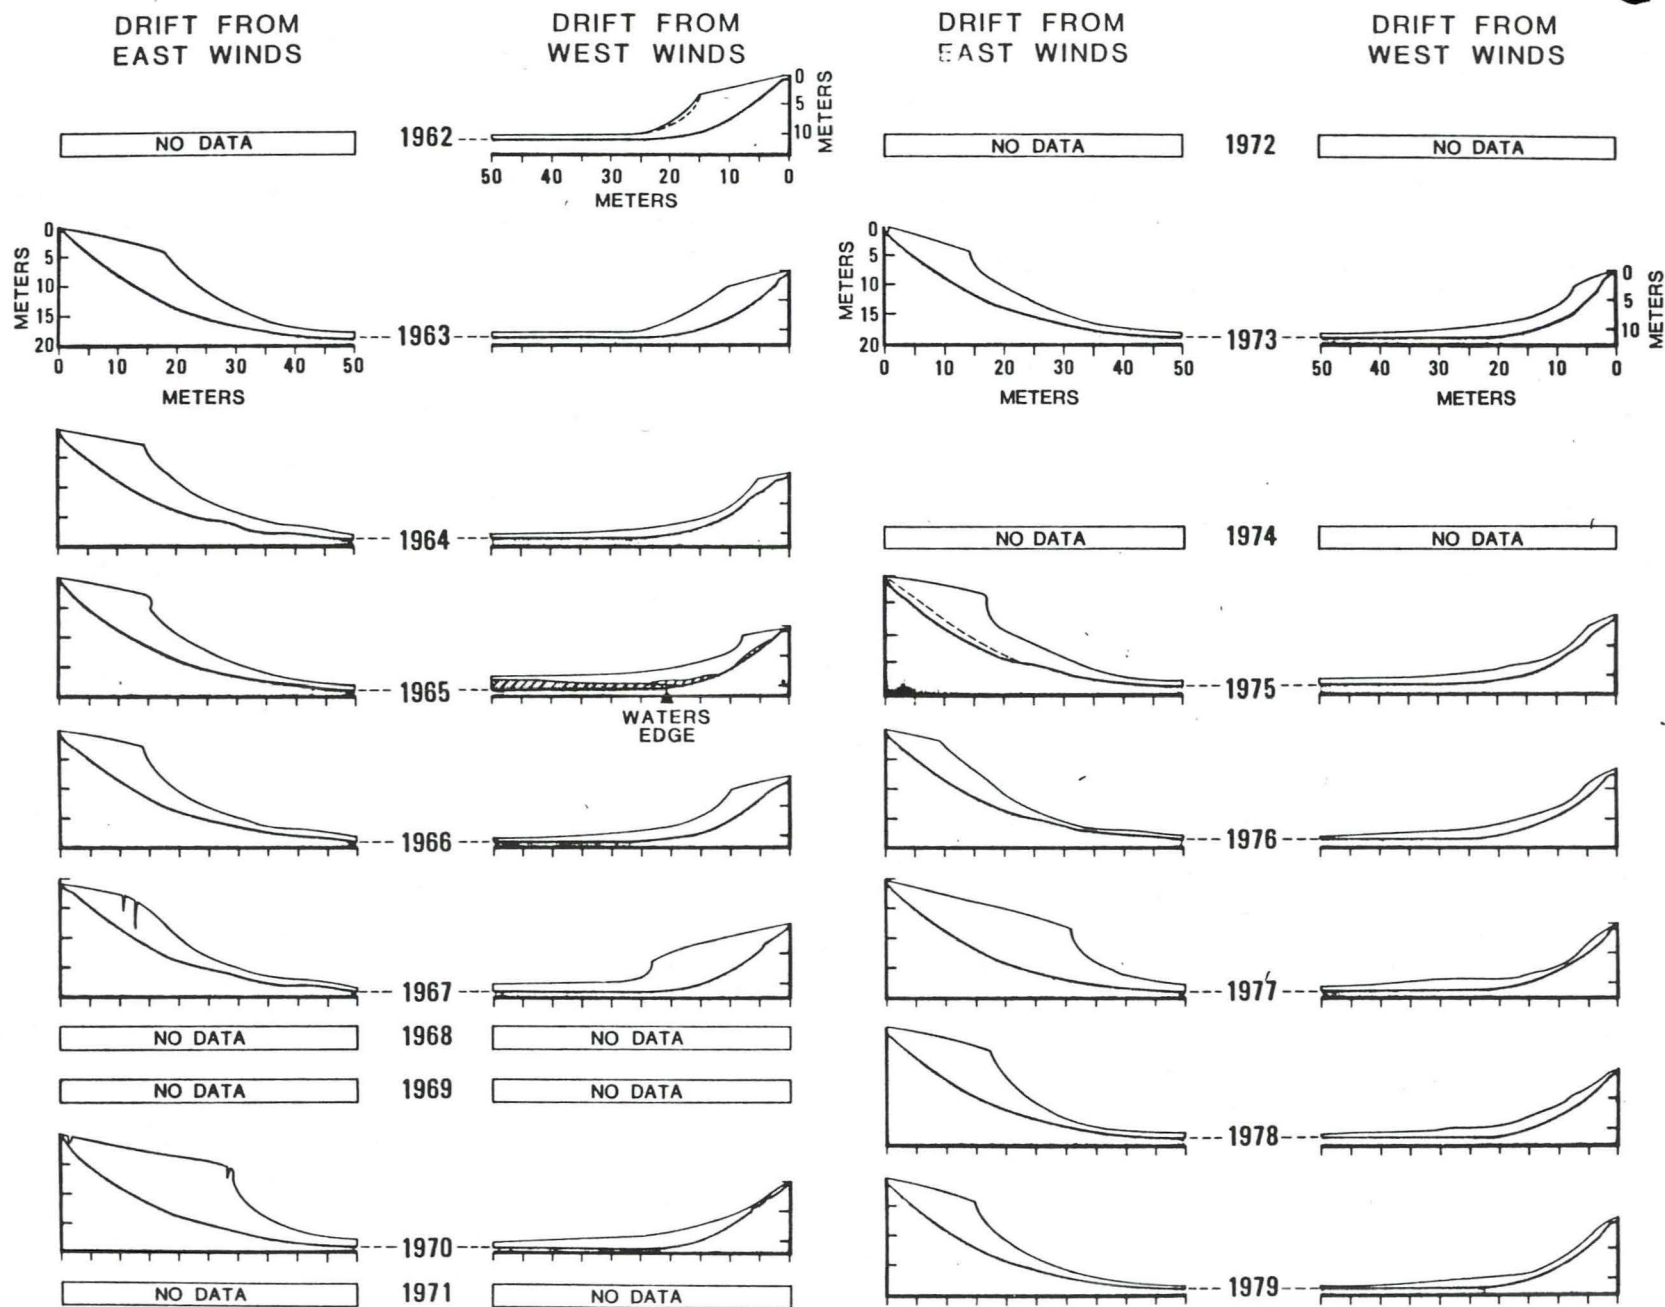 DRIFT FROM
EAST WINDS
DRIFT FROM
WEST WINDS
NO DATA
1962
0
5
10
METERS
50 40 30 20 10 0
METERS
METERS
0
5
10
15
20
0 10 20 30 40 50
METERS
1963
1964
1965
WATERS
EDGE
1966
1967
NO DATA 1968 NO DATA
NO DATA 1969 NO DATA
1970
NO DATA 1971 NO DATA
DRIFT FROM
EAST WINDS
DRIFT FROM
WEST WINDS
NO DATA 1972 NO DATA
METERS
0
5
10
15
20
0 10 20 30 40 50
METERS
1973
0
5
10
METERS
50 40 30 20 10 0
METERS
NO DATA 1974 NO DATA
1975
1976
1977
1978
1979